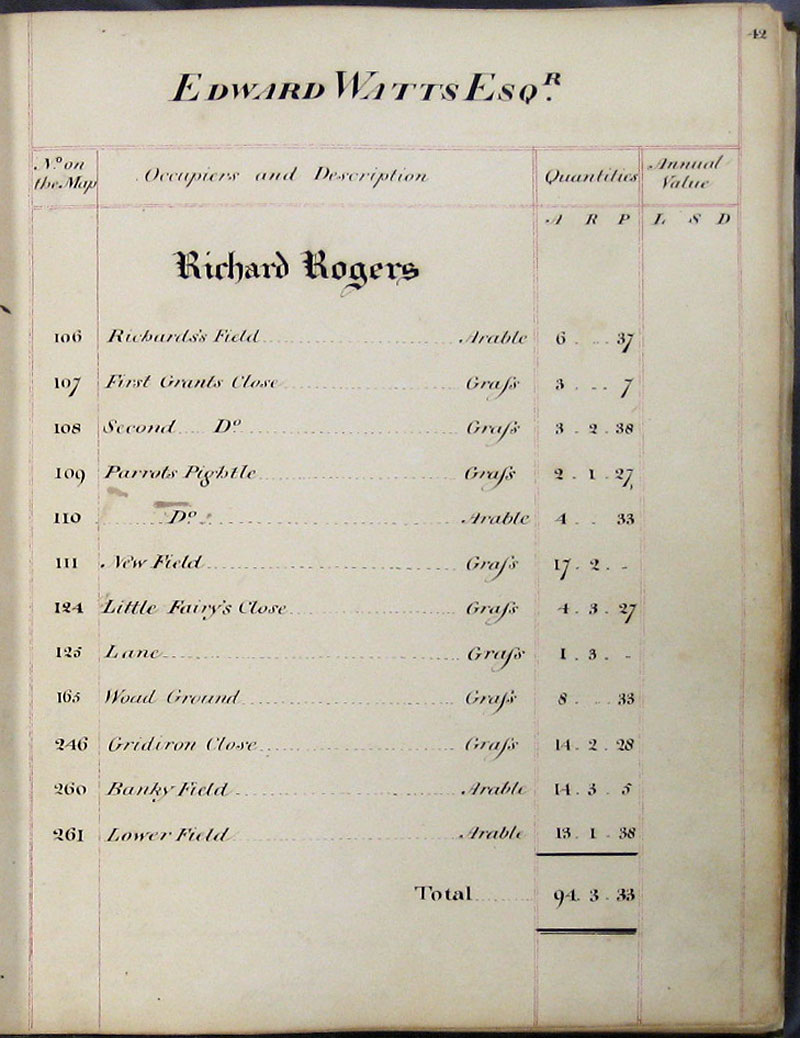 42
EDWARD WATTS ESQR.
No. on the Map Occupiers and Description Quantities Annual Value
A R P L S D
Richard Rogers
106 Richards's Field Arable 6 . . . 37
107 First Grants Close Graſs 3 . - - 7
108 Second Do. Graſs 3 . 2 . 38
109 Parrots Pightle Graſs 2 . 1 . 27
110 Do. Arable 4 . . 33
111 New Field Graſs 17 . 2 . -
124 Little Fairy's Close Graſs 4 . 3 . 27
125 Lane Graſs 1 . 3 . -
165 Woad Ground Graſs 8 . . . 33
246 Gridiron Close Graſs 14 . 2 . 28
260 Banky Field Arable 14 . 3 . 5
261 Lower Field Arable 13 . 1 . 38
Total 94 . 3 . 33